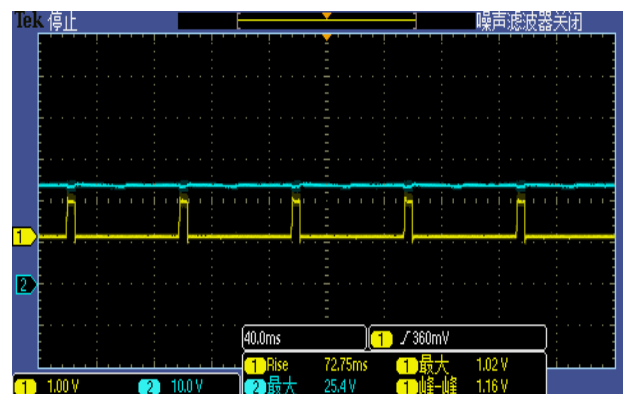 Tek 停止 噪声滤波器关闭
1
2
40.0ms 1 360mV
1 Rise 72.75ms 1 最大 1.02 V
1 1.00 V 2 10.0 V 2 最大 25.4 V 1 峰-峰 1.16 V